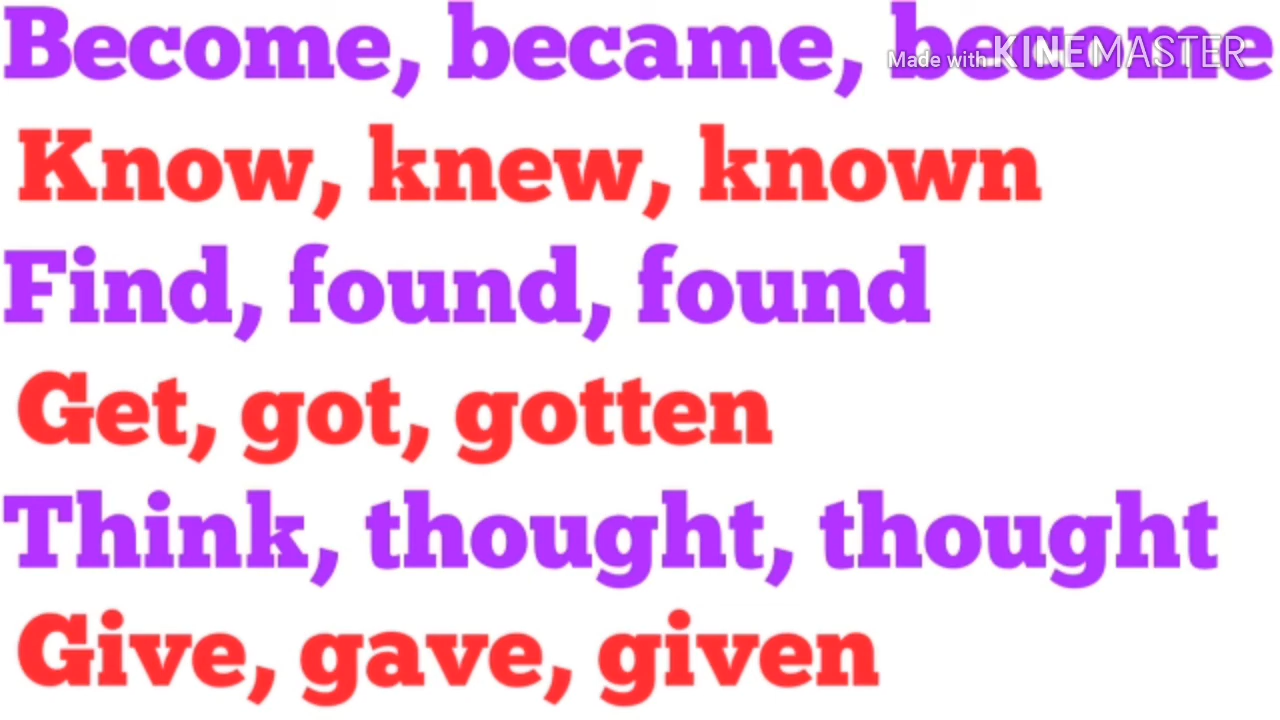 Become, became, become
Made with KINEMASTER
Know, knew, known
Find, found, found
Get, got, gotten
Think, thought, thought
Give, gave, given